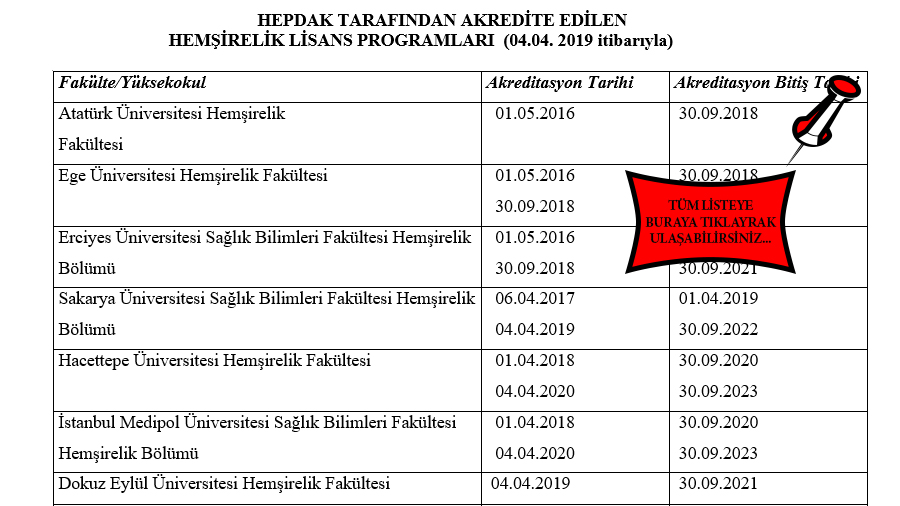 HEPDAK TARAFINDAN AKREDİTE EDİLEN
HEMŞİRELİK LİSANS PROGRAMLARI (04.04. 2019 itibarıyla)
Fakülte/Yüksekokul Akreditasyon Tarihi Akreditasyon Bitiş
Atatürk Üniversitesi Hemşirelik 01.05.2016 30.09.2018
Fakültesi
Ege Üniversitesi Hemşirelik Fakültesi 01.05.2016 30.09.2018
30.09.2018
TÜM LİSTEYE
BURAYA TIKLAYRAK
ULAŞABİLİRSİNİZ...
Erciyes Üniversitesi Sağlık Bilimleri Fakültesi Hemşirelik 01.05.2016
Bölümü 30.09.2018 30.09.2021
Sakarya Üniversitesi Sağlık Bilimleri Fakültesi Hemşirelik 06.04.2017 01.04.2019
Bölümü 04.04.2019 30.09.2022
Hacettepe Üniversitesi Hemşirelik Fakültesi 01.04.2018 30.09.2020
04.04.2020 30.09.2023
İstanbul Medipol Üniversitesi Sağlık Bilimleri Fakültesi 01.04.2018 30.09.2020
Hemşirelik Bölümü 04.04.2020 30.09.2023
Dokuz Eylül Üniversitesi Hemşirelik Fakültesi 04.04.2019 30.09.2021